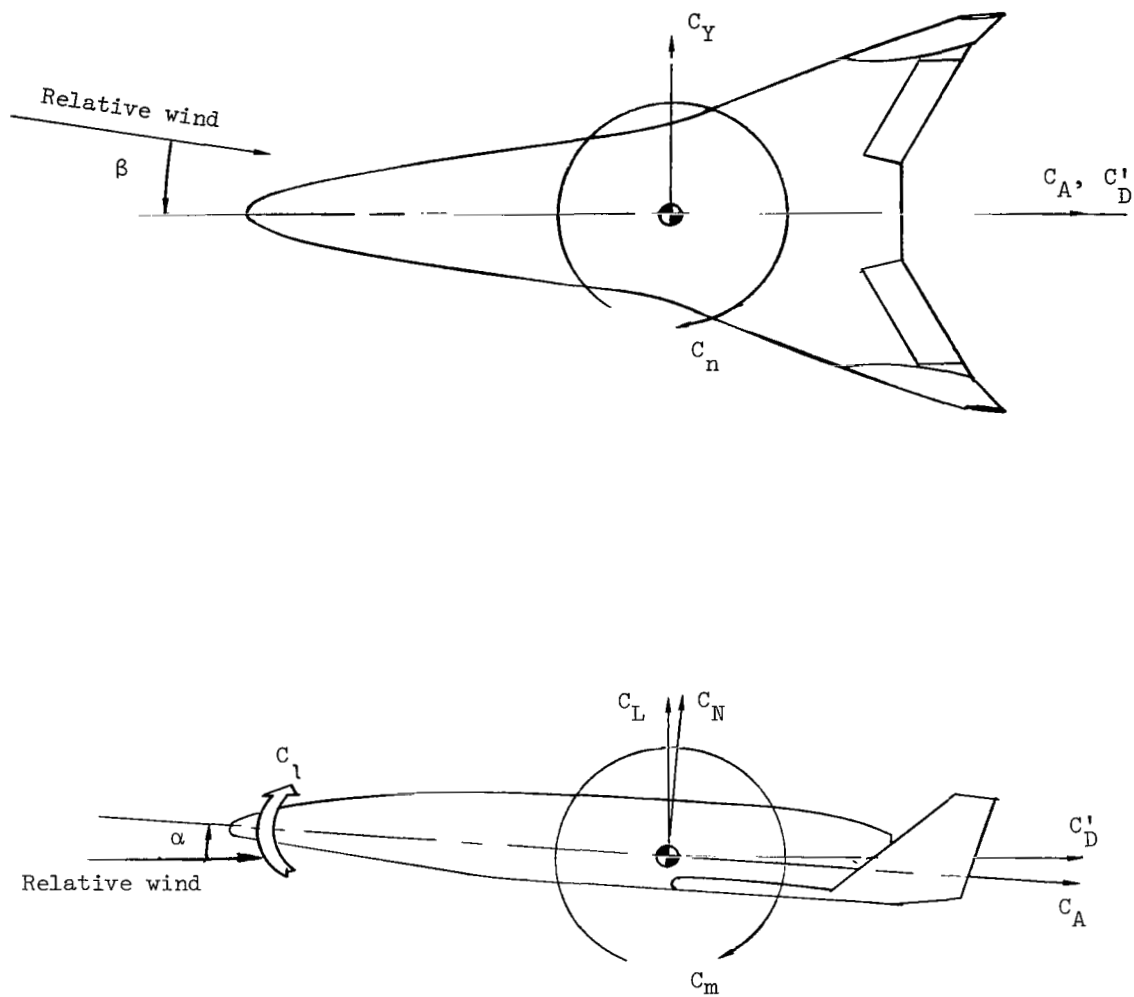 C_Y
Relative wind
β
C_A, C'_D
C_n
C_L
C_N
C_l
α
C'_D
Relative wind
C_A
C_m